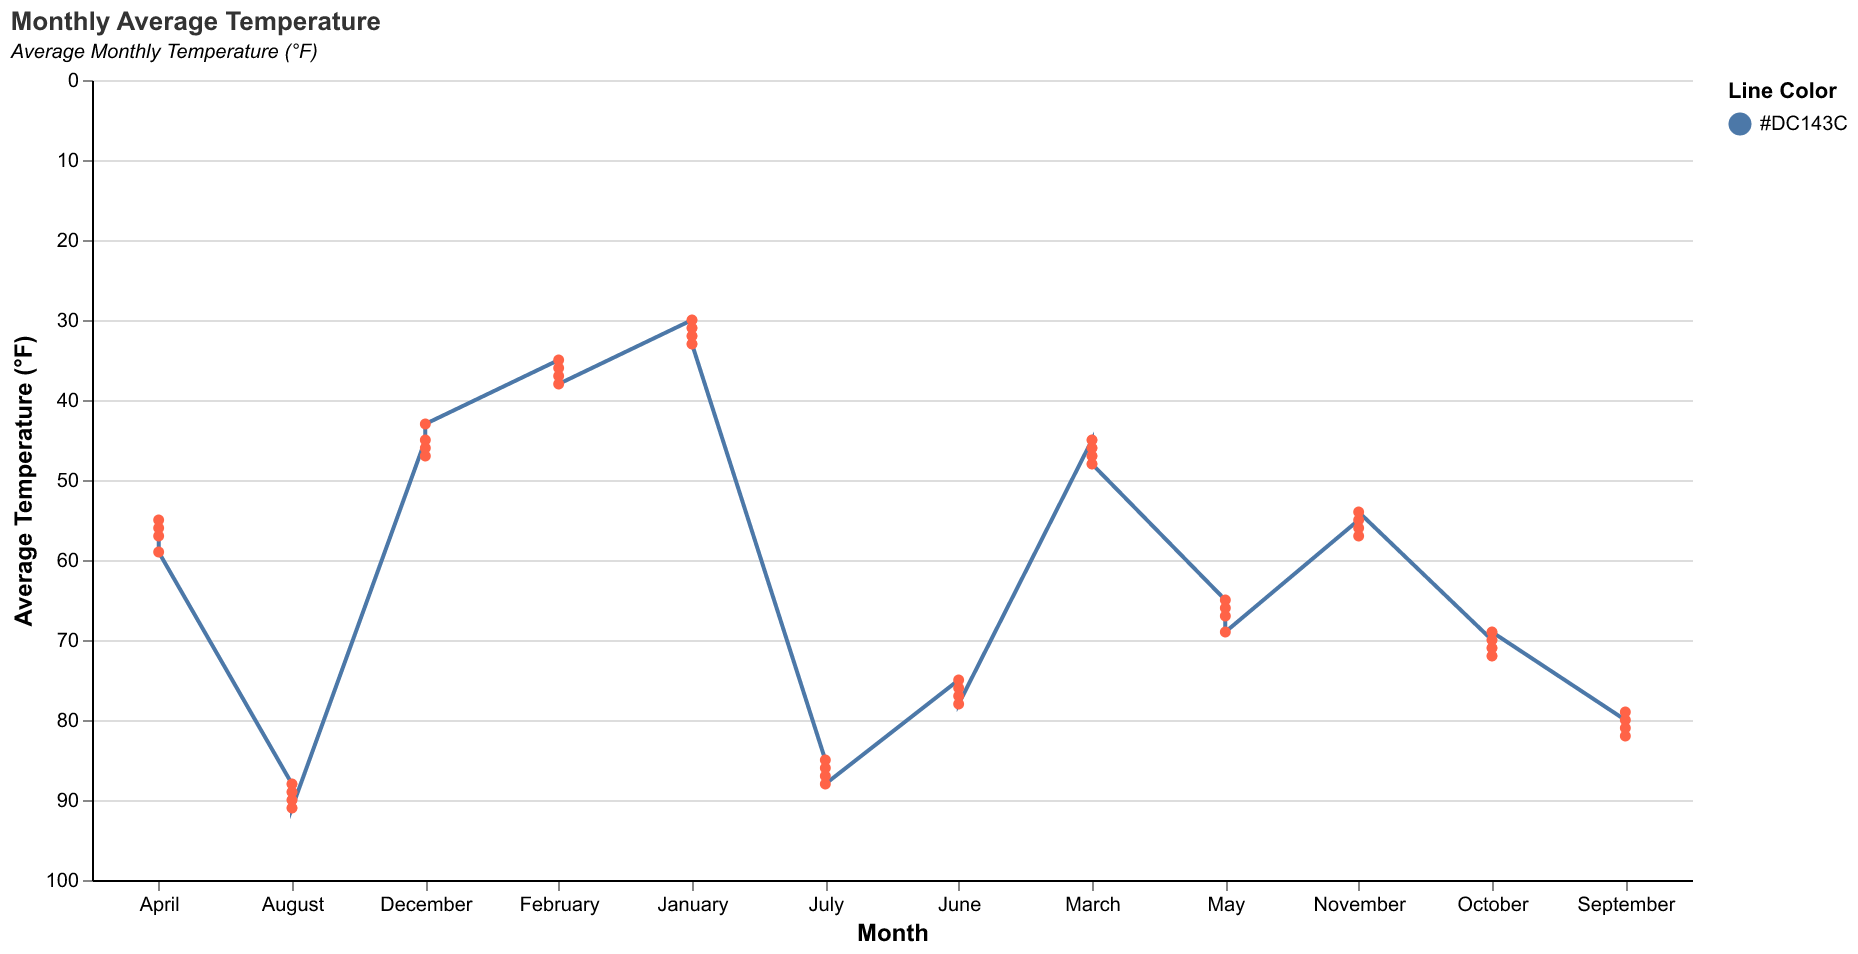 Monthly Average Temperature
Average Monthly Temperature (°F)
Line Color
#DC143C
Average Temperature (°F)
0
10
20
30
40
50
60
70
80
90
100
April August December February January July June March May November October September
Month